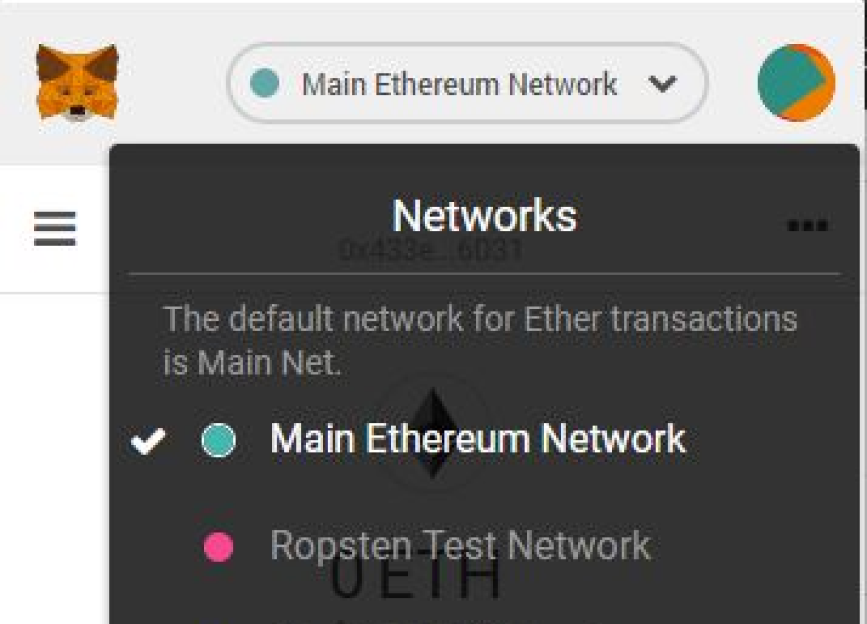 Main Ethereum Network
Networks
0x433e...6031
The default network for Ether transactions
is Main Net.
Main Ethereum Network
Ropsten Test Network
0 ETH